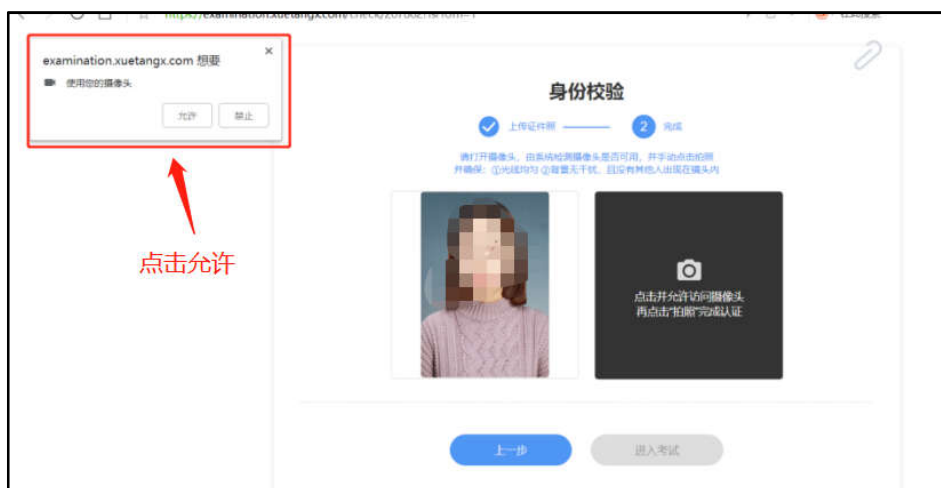 examination.xuetangx.com 想要
使用您的摄像头
允许
禁止
点击允许
身份校验
上传证件照
2 完成
请打开摄像头，由系统检测摄像头是否可用，并手动点击拍照
并确保：①光线均匀 ②背景无干扰，且没有其他人出现在镜头内
点击并允许访问摄像头
再点击“拍照”完成认证
上一步
进入考试